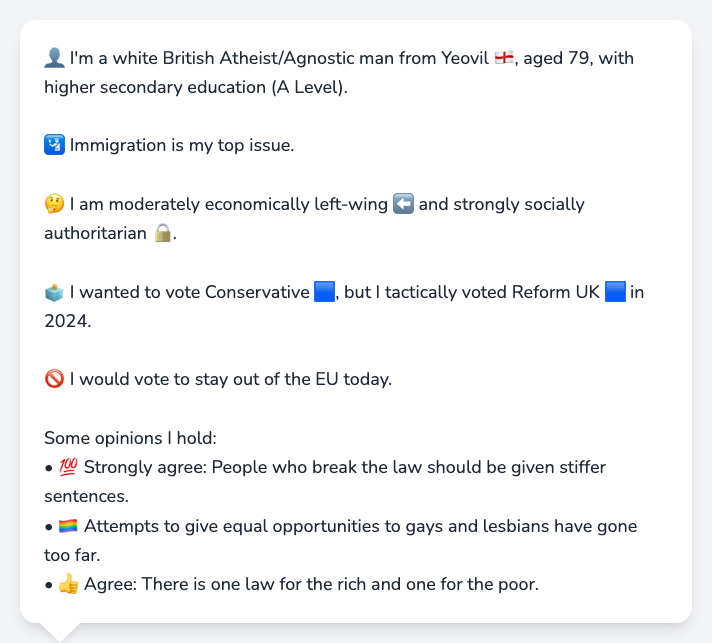 👤 I'm a white British Atheist/Agnostic man from Yeovil 🏴󠁧󠁢󠁥󠁮󠁧󠁿, aged 79, with
higher secondary education (A Level).
🛂 Immigration is my top issue.
🤔 I am moderately economically left-wing ⬅️ and strongly socially
authoritarian 🔒.
🗳️ I wanted to vote Conservative 🟦, but I tactically voted Reform UK 🟦 in
2024.
🚫 I would vote to stay out of the EU today.
Some opinions I hold:
• 💯 Strongly agree: People who break the law should be given stiffer
sentences.
• 🏳️‍🌈 Attempts to give equal opportunities to gays and lesbians have gone
too far.
• 👍 Agree: There is one law for the rich and one for the poor.